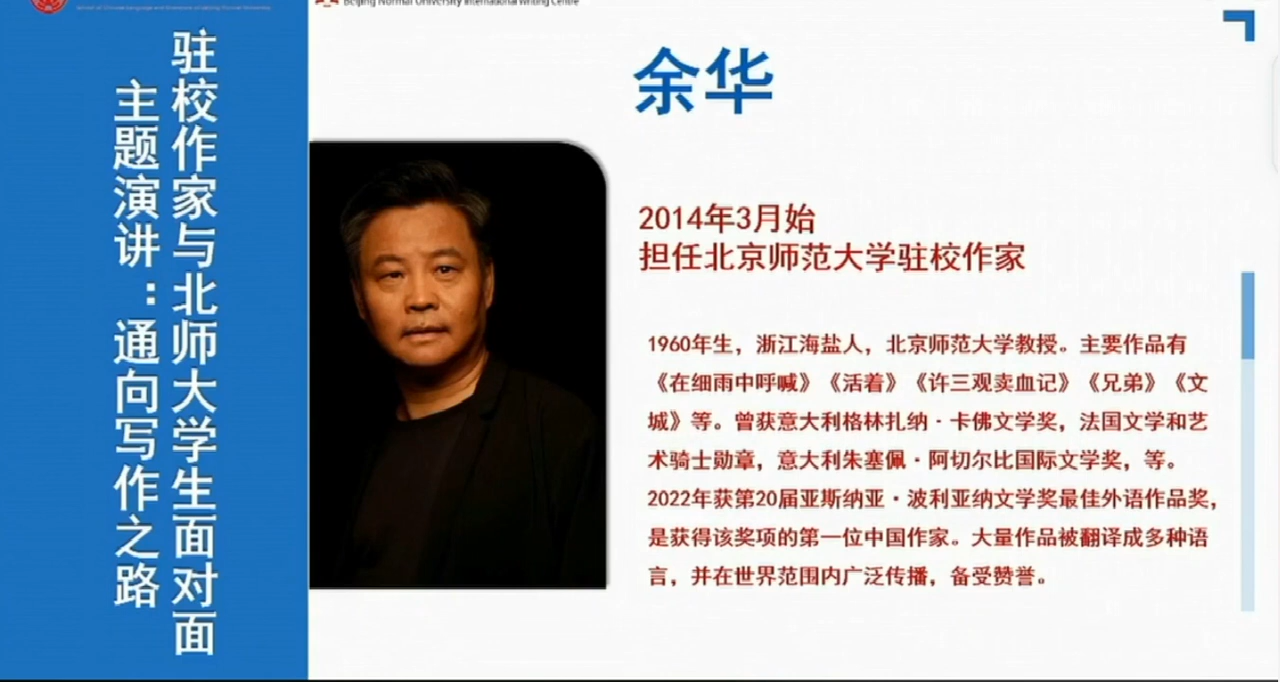 Beijing Normal University International Writing Centre
驻校作家与北师大学生面对面
主题演讲：通向写作之路
余华
2014年3月始
担任北京师范大学驻校作家
1960年生，浙江海盐人，北京师范大学教授。主要作品有
《在细雨中呼喊》《活着》《许三观卖血记》《兄弟》《文
城》等。曾获意大利格林扎纳·卡佛文学奖，法国文学和艺
术骑士勋章，意大利朱塞佩·阿切尔比国际文学奖，等。
2022年获第20届亚斯纳亚·波利亚纳文学奖最佳外语作品奖，
是获得该奖项的第一位中国作家。大量作品被翻译成多种语
言，并在世界范围内广泛传播，备受赞誉。